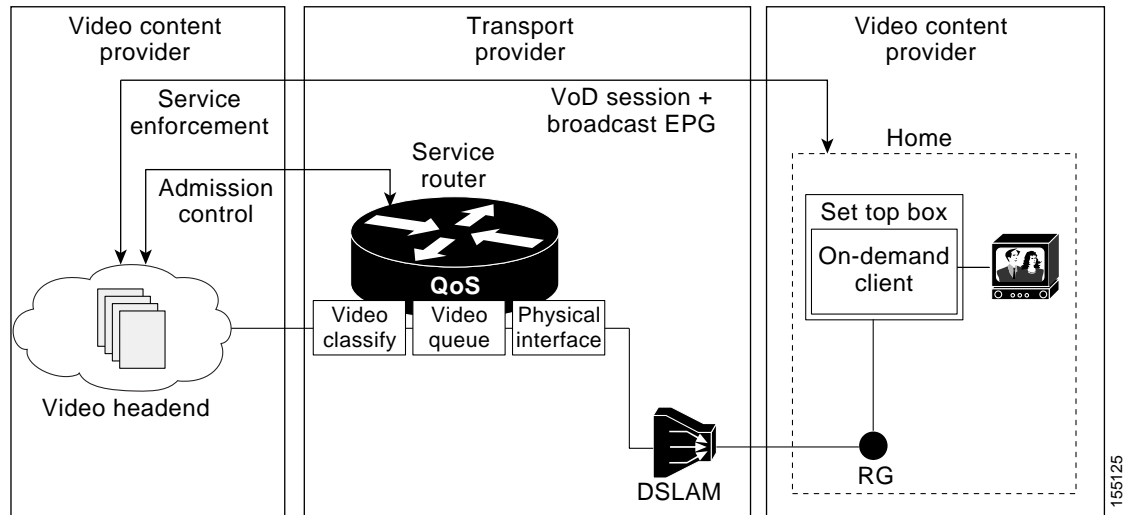 Video content
provider
Transport
provider
Video content
provider
Service
enforcement
VoD session +
broadcast EPG
Admission
control
Service
router
Home
Set top box
On-demand
client
QoS
Video
classify
Video
queue
Physical
interface
Video headend
DSLAM
RG
155125